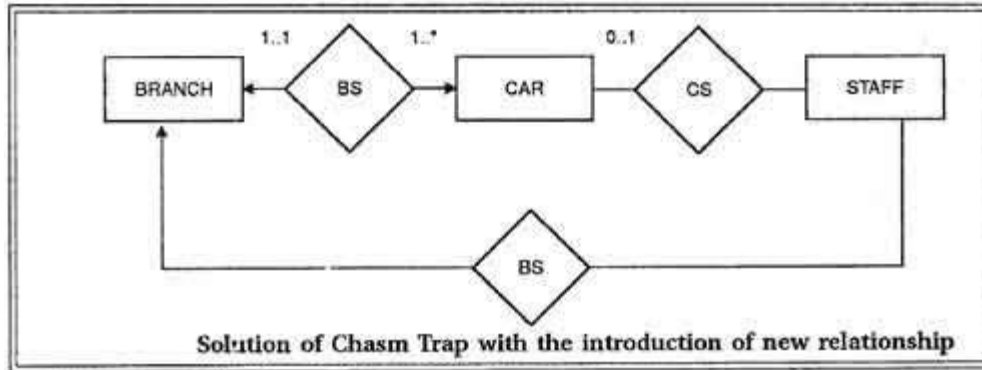 1..1 1..* 0..1
BRANCH BS CAR CS STAFF
BS
Solution of Chasm Trap with the introduction of new relationship